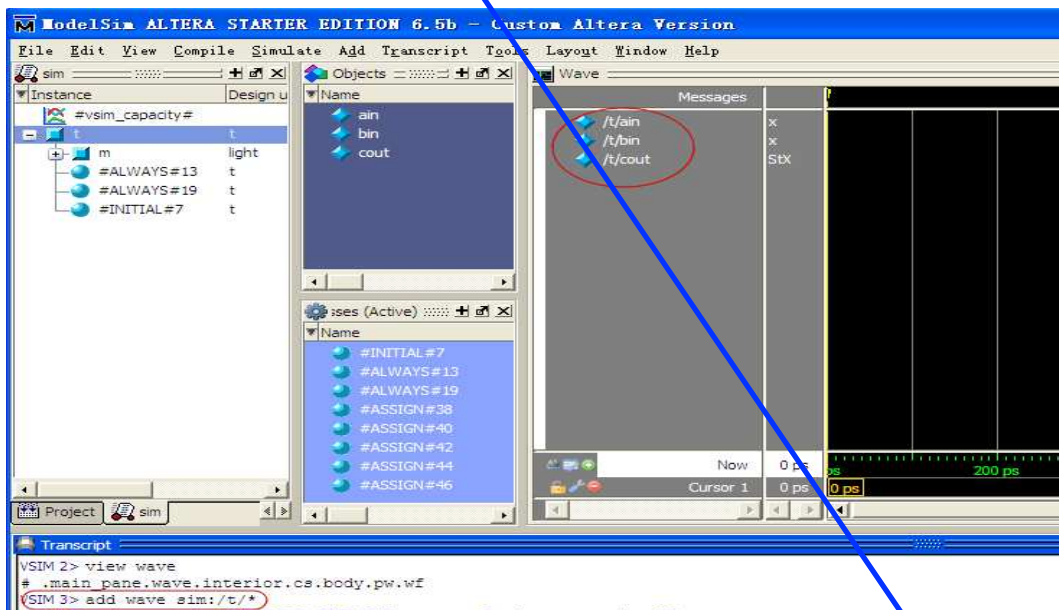 ModelSim ALTERA STARTER EDITION 6.5b - Custom Altera Version
File Edit View Compile Simulate Add Transcript Tools Layout Window Help
sim
Instance Design u
#vsim_capacity#
t t
m light
#ALWAYS#13 t
#ALWAYS#19 t
#INITIAL#7 t
Project sim
Objects
Name
ain
bin
cout
sses (Active)
Name
#INITIAL#7
#ALWAYS#13
#ALWAYS#19
#ASSIGN#38
#ASSIGN#40
#ASSIGN#42
#ASSIGN#44
#ASSIGN#46
Wave
Messages
/t/ain x
/t/bin x
/t/cout StX
Now 0 ps ps 200 ps
Cursor 1 0 ps 0 ps
Transcript
VSIM 2> view wave
# .main_pane.wave.interior.cs.body.pw.wf
VSIM 3> add wave sim:/t/*